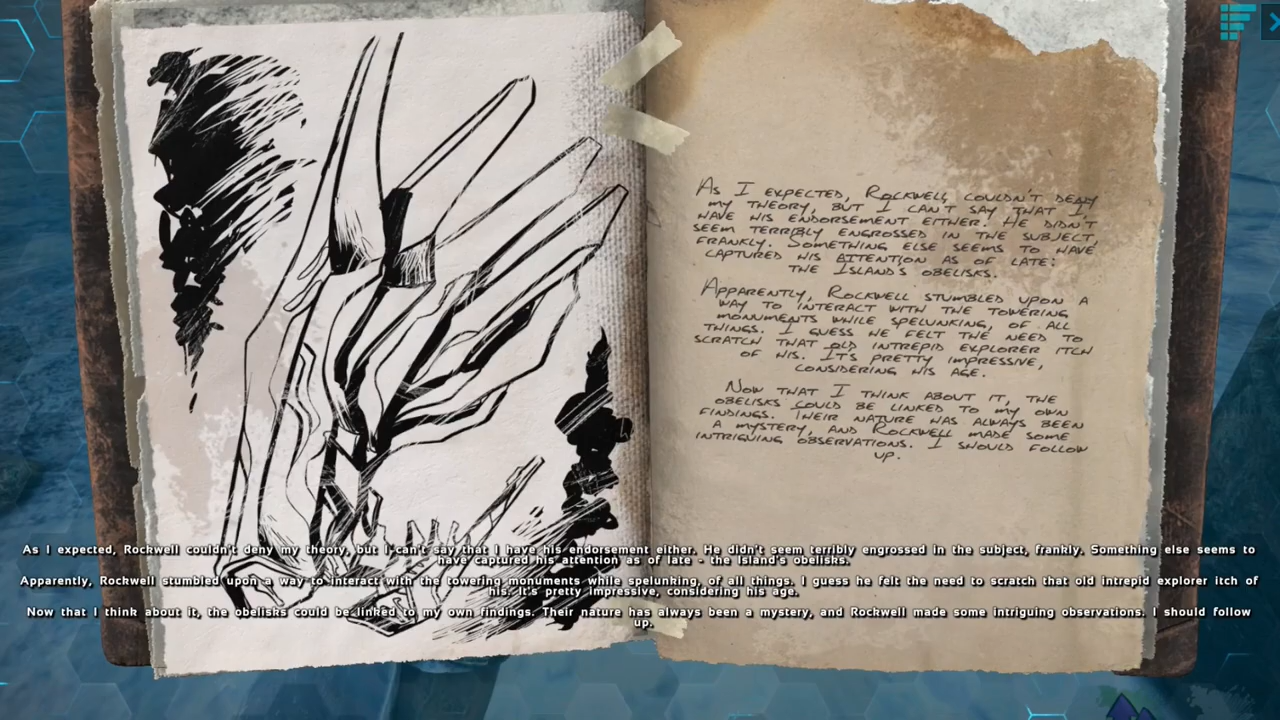 As I expected, Rockwell couldn't deny
my theory, but I can't say that I
have his endorsement either. He didn't
seem terribly engrossed in the subject,
frankly. Something else seems to have
captured his attention as of late:
the Island's obelisks.
Apparently, Rockwell stumbled upon a
way to interact with the towering
monuments while spelunking, of all
things. I guess he felt the need to
scratch that old intrepid explorer itch
of his. It's pretty impressive,
considering his age.
Now that I think about it, the
obelisks could be linked to my own
findings. Their nature has always been
a mystery, and Rockwell made some
intriguing observations. I should follow
up.
As I expected, Rockwell couldn't deny my theory, but I can't say that I have his endorsement either. He didn't seem terribly engrossed in the subject, frankly. Something else seems to
have captured his attention as of late - the Island's obelisks.
Apparently, Rockwell stumbled upon a way to interact with the towering monuments while spelunking, of all things. I guess he felt the need to scratch that old intrepid explorer itch of
his. It's pretty impressive, considering his age.
Now that I think about it, the obelisks could be linked to my own findings. Their nature has always been a mystery, and Rockwell made some intriguing observations. I should follow
up.